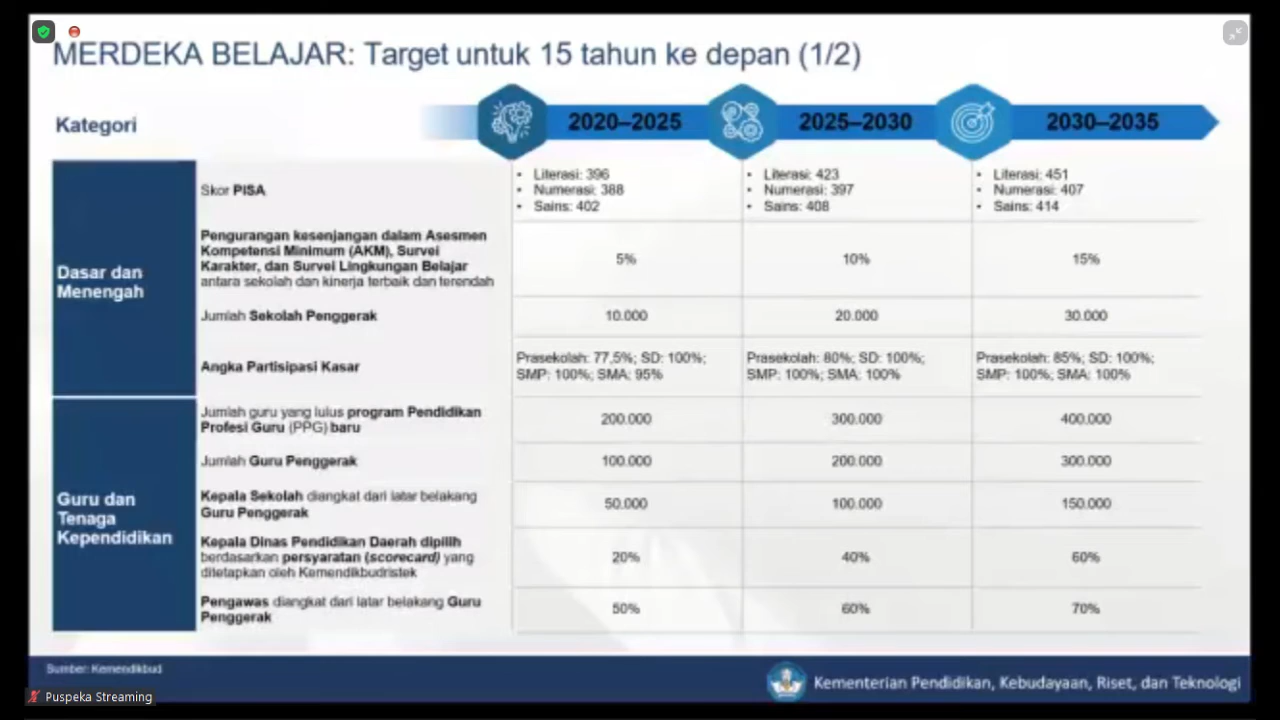 MERDEKA BELAJAR: Target untuk 15 tahun ke depan (1/2)
Kategori
2020–2025
2025–2030
2030–2035
Dasar dan
Menengah
Skor PISA
• Literasi: 396
• Numerasi: 388
• Sains: 402
• Literasi: 423
• Numerasi: 397
• Sains: 408
• Literasi: 451
• Numerasi: 407
• Sains: 414
Pengurangan kesenjangan dalam Asesmen
Kompetensi Minimum (AKM), Survei
Karakter, dan Survei Lingkungan Belajar
antara sekolah dan kinerja terbaik dan terendah
5%
10%
15%
Jumlah Sekolah Penggerak
10.000
20.000
30.000
Angka Partisipasi Kasar
Prasekolah: 77,5%; SD: 100%;
SMP: 100%; SMA: 95%
Prasekolah: 80%; SD: 100%;
SMP: 100%; SMA: 100%
Prasekolah: 85%; SD: 100%;
SMP: 100%; SMA: 100%
Guru dan
Tenaga
Kependidikan
Jumlah guru yang lulus program Pendidikan
Profesi Guru (PPG) baru
200.000
300.000
400.000
Jumlah Guru Penggerak
100.000
200.000
300.000
Kepala Sekolah diangkat dari latar belakang
Guru Penggerak
50.000
100.000
150.000
Kepala Dinas Pendidikan Daerah dipilih
berdasarkan persyaratan (scorecard) yang
ditetapkan oleh Kemendikbudristek
20%
40%
60%
Pengawas diangkat dari latar belakang Guru
Penggerak
50%
60%
70%
Sumber: Kemendikbud
Kementerian Pendidikan, Kebudayaan, Riset, dan Teknologi
Puspeka Streaming